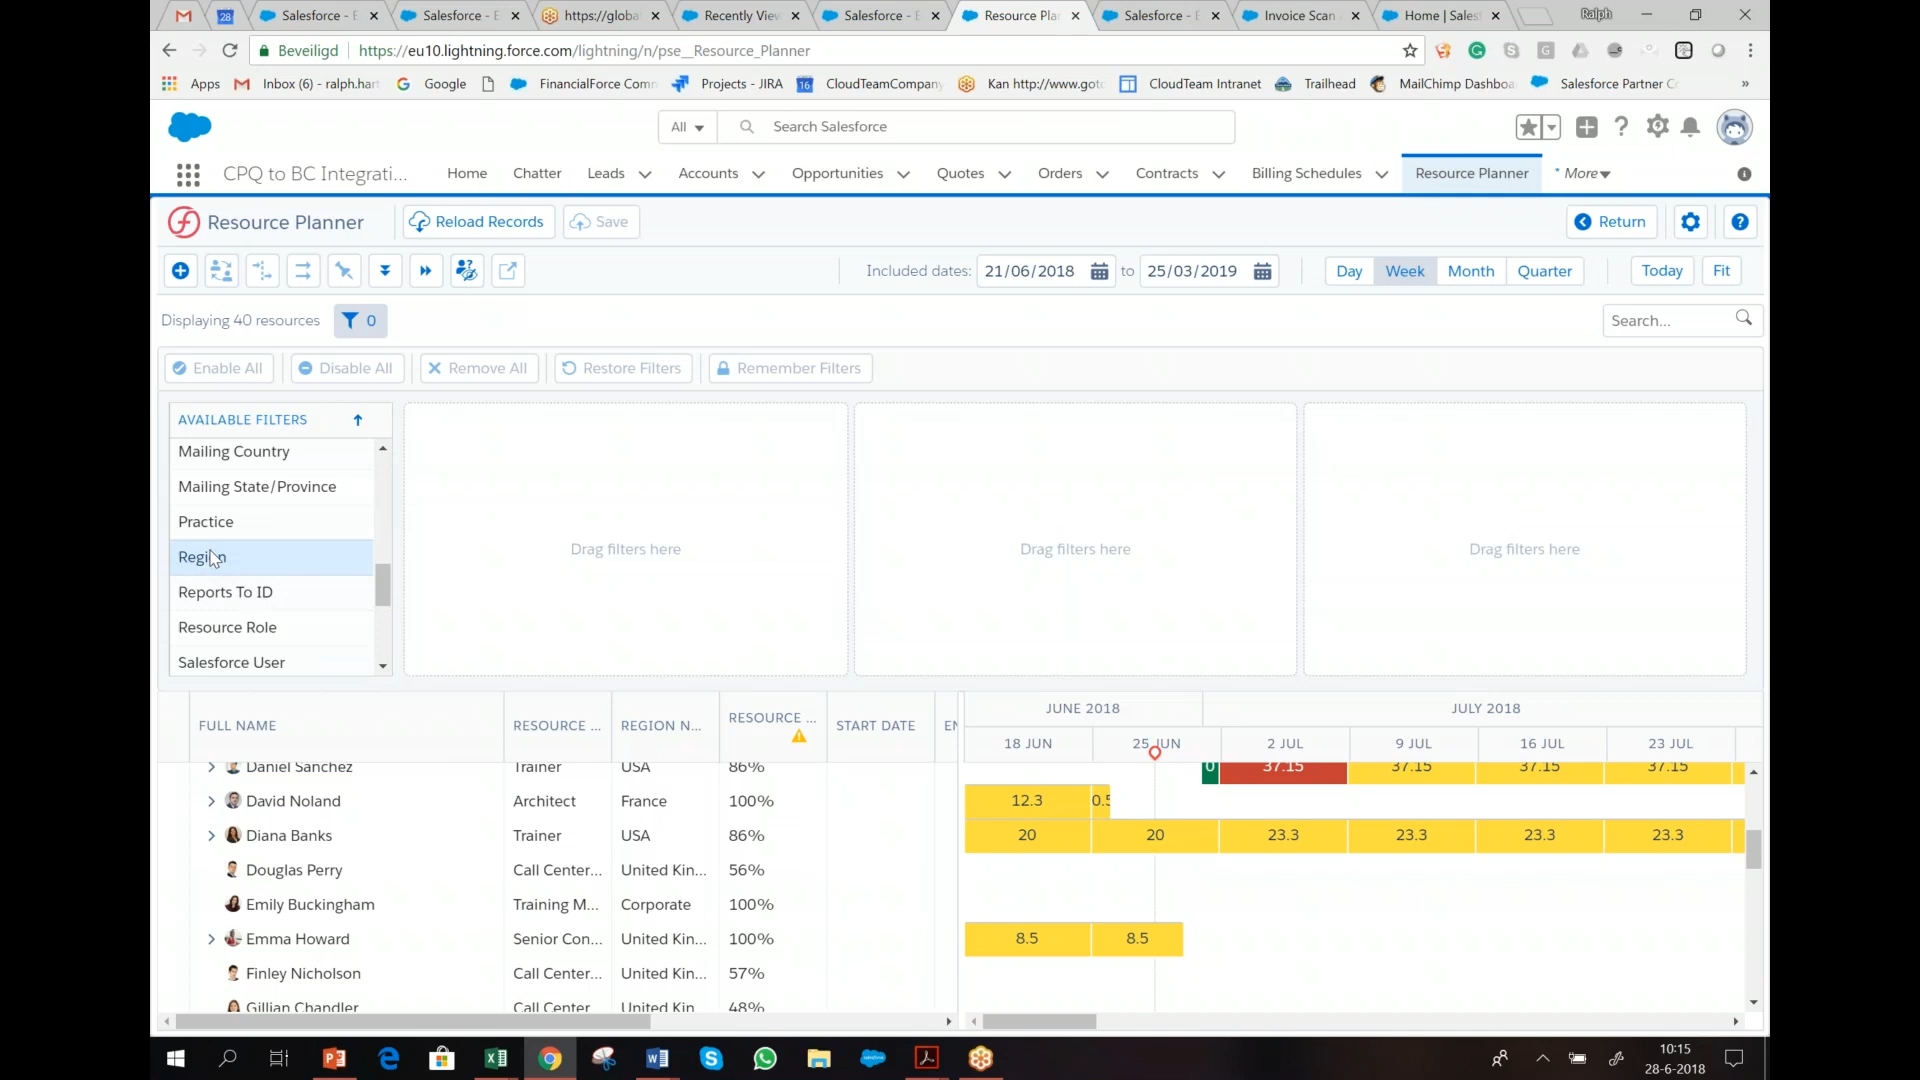 28
Salesforce - E
Salesforce - E
https://globa
Recently View
Salesforce - E
Resource Pla
Salesforce - E
Invoice Scan
Home | Sales
Ralph
Beveiligd
https://eu10.lightning.force.com/lightning/n/pse__Resource_Planner
Apps
Inbox (6) - ralph.hart
Google
FinancialForce Comm
Projects - JIRA
16
CloudTeamCompany
Kan http://www.goto
CloudTeam Intranet
Trailhead
MailChimp Dashboa
Salesforce Partner C
»
All
Search Salesforce
CPQ to BC Integrati...
Home
Chatter
Leads
Accounts
Opportunities
Quotes
Orders
Contracts
Billing Schedules
Resource Planner
* More
Resource Planner
Reload Records
Save
Return
Included dates:
21/06/2018
to
25/03/2019
Day
Week
Month
Quarter
Today
Fit
Displaying 40 resources
0
Search...
Enable All
Disable All
Remove All
Restore Filters
Remember Filters
AVAILABLE FILTERS
Mailing Country
Mailing State/Province
Practice
Region
Reports To ID
Resource Role
Salesforce User
Drag filters here
Drag filters here
Drag filters here
FULL NAME
RESOURCE ...
REGION N...
RESOURCE ...
START DATE
EN
JUNE 2018
JULY 2018
18 JUN
25 JUN
2 JUL
9 JUL
16 JUL
23 JUL
Daniel Sanchez Trainer USA 86% 0 37.15 37.15 37.15 37.15
David Noland Architect France 100% 12.3 0.5
Diana Banks Trainer USA 86% 20 20 23.3 23.3 23.3 23.3
Douglas Perry Call Center... United Kin... 56%
Emily Buckingham Training M... Corporate 100%
Emma Howard Senior Con... United Kin... 100% 8.5 8.5
Finley Nicholson Call Center... United Kin... 57%
Gillian Chandler Call Center United Kin 48%
10:15
28-6-2018